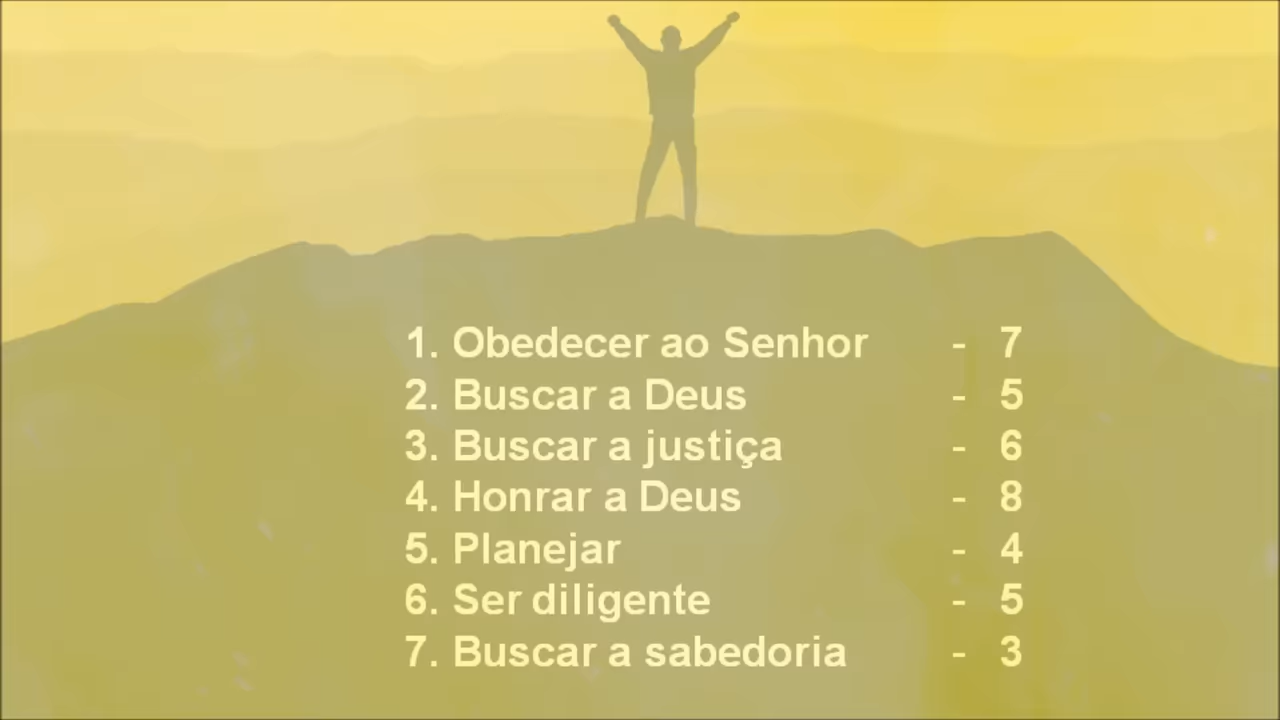 1. Obedecer ao Senhor - 7
2. Buscar a Deus - 5
3. Buscar a justiça - 6
4. Honrar a Deus - 8
5. Planejar - 4
6. Ser diligente - 5
7. Buscar a sabedoria - 3